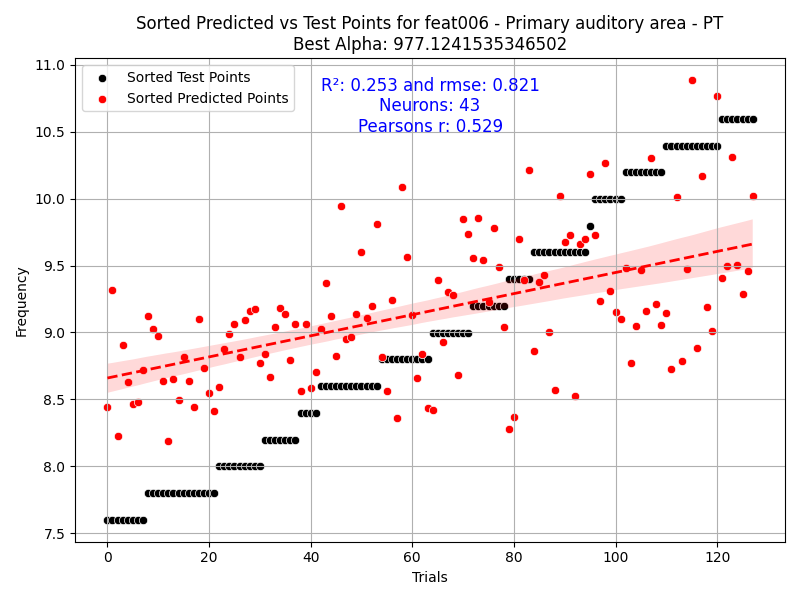 Sorted Predicted vs Test Points for feat006 - Primary auditory area - PT
Best Alpha: 977.1241535346502
Sorted Test Points
Sorted Predicted Points
R²: 0.253 and rmse: 0.821
Neurons: 43
Pearsons r: 0.529
Frequency
11.0
10.5
10.0
9.5
9.0
8.5
8.0
7.5
0 20 40 60 80 100 120
Trials